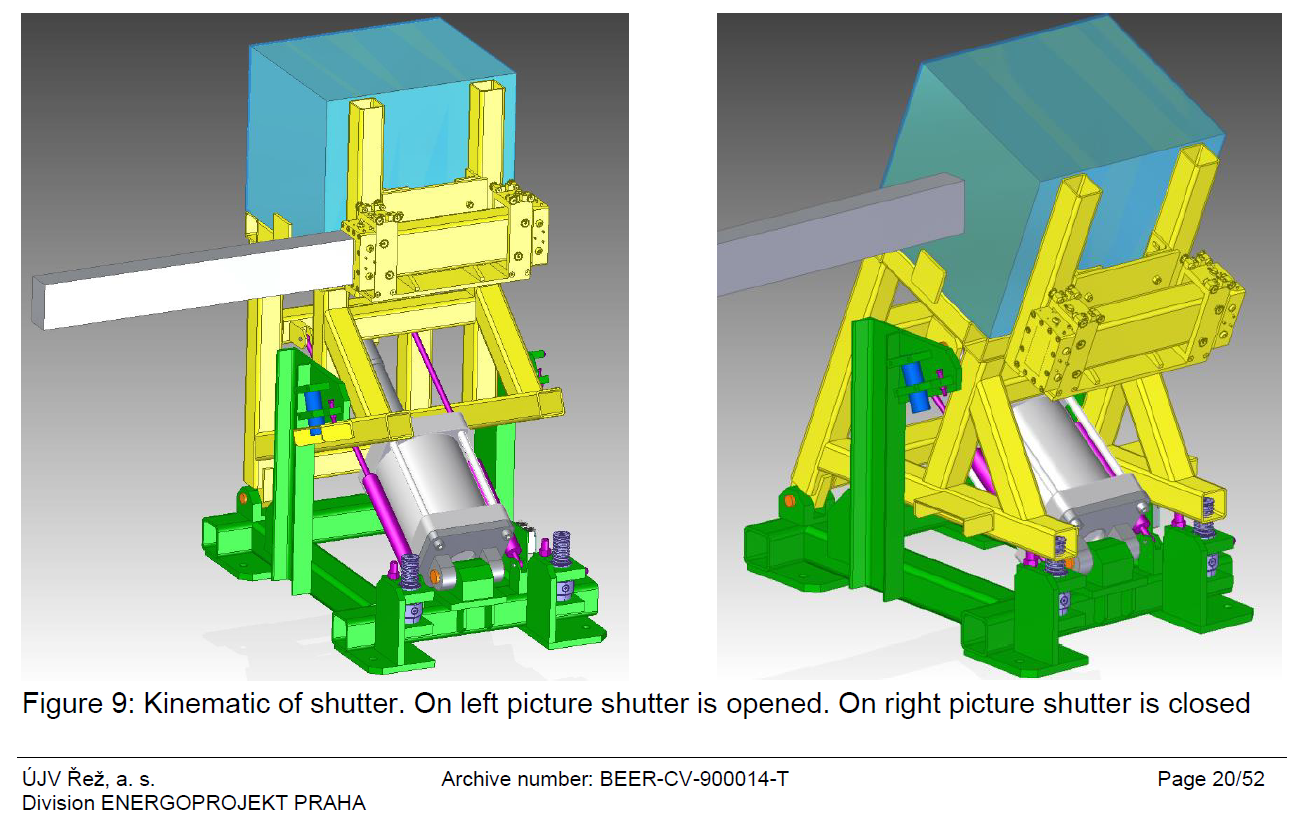 Figure 9: Kinematic of shutter. On left picture shutter is opened. On right picture shutter is closed
ÚJV Řež, a. s. Archive number: BEER-CV-900014-T Page 20/52
Division ENERGOPROJEKT PRAHA